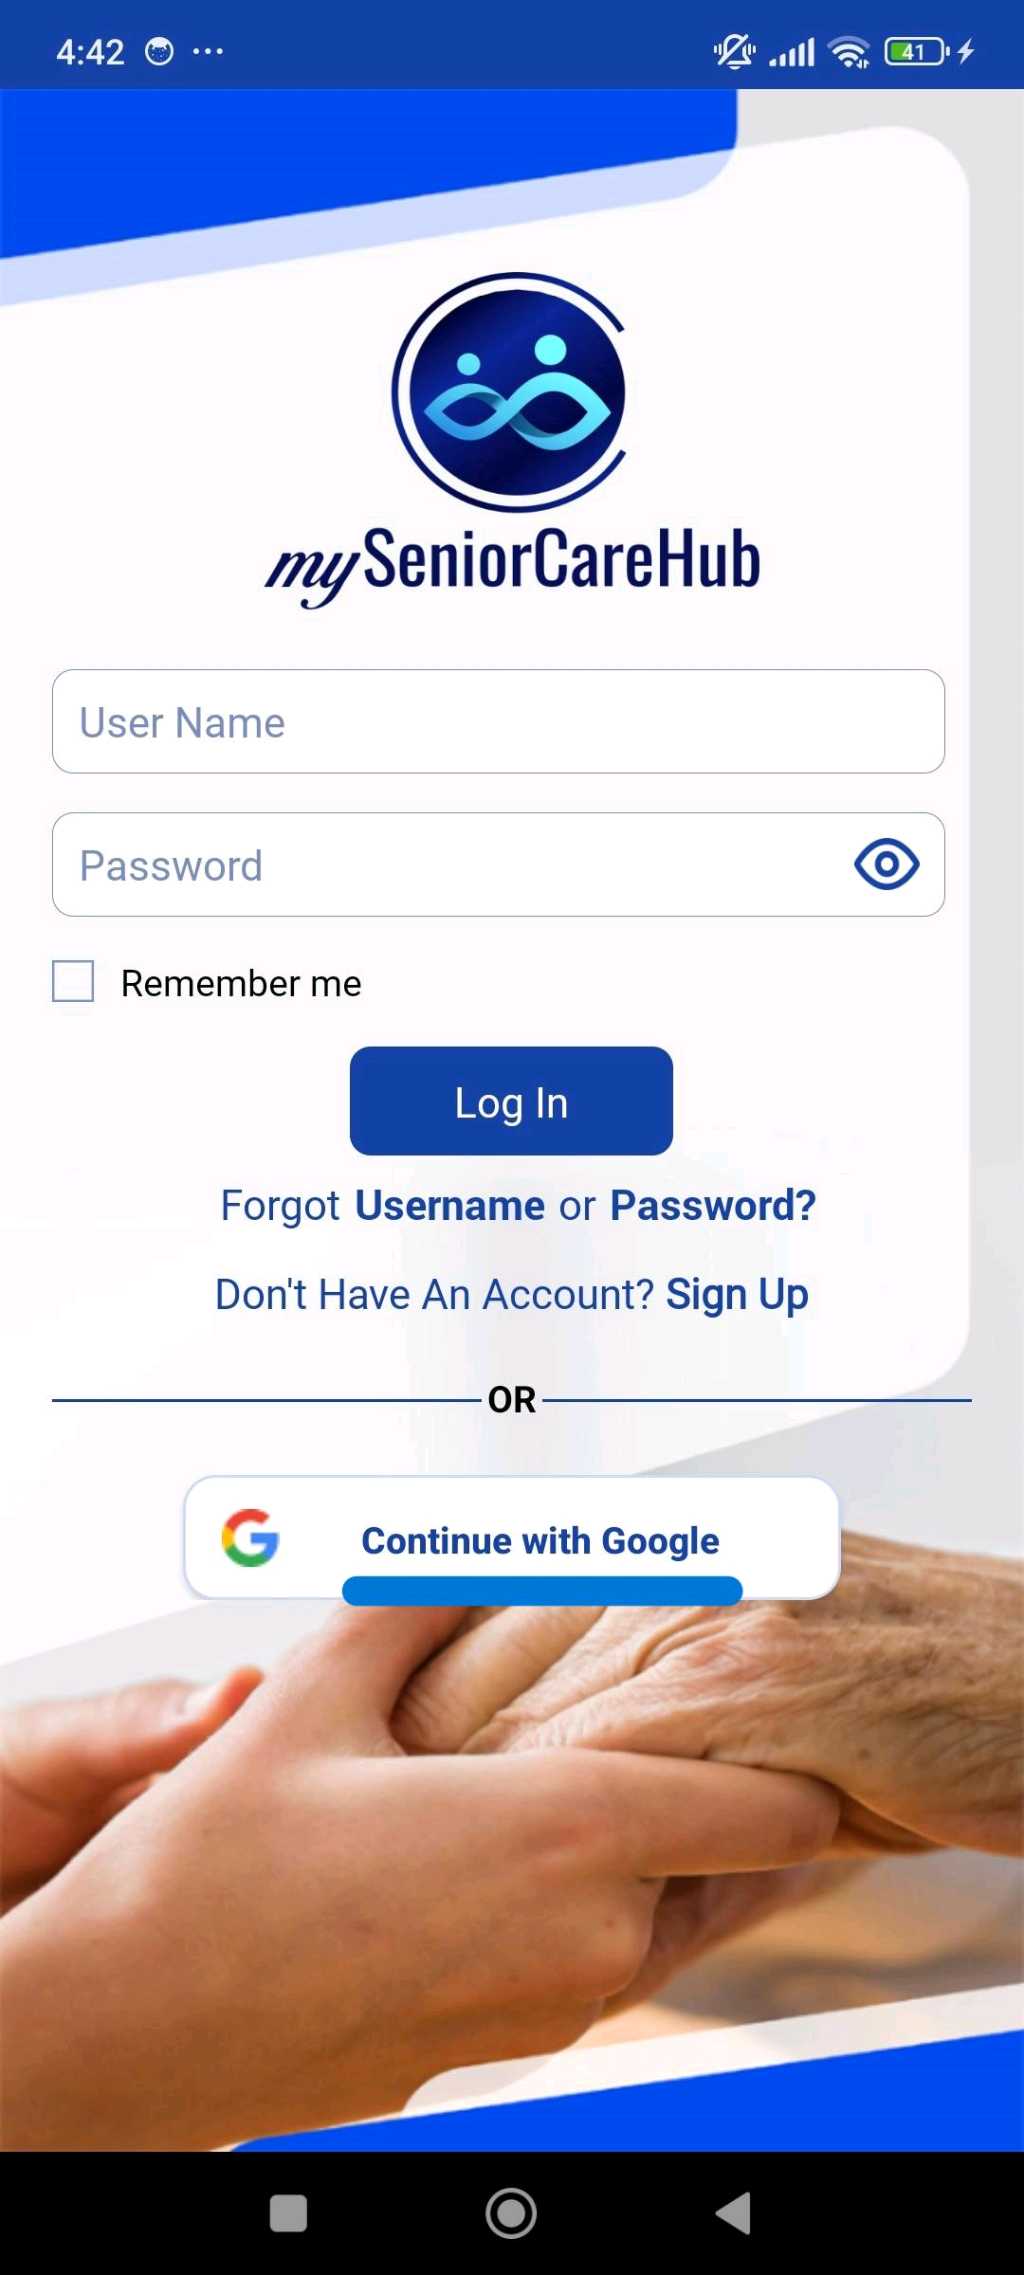 4:42
41
mySeniorCareHub
User Name
Password
Remember me
Log In
Forgot Username or Password?
Don't Have An Account? Sign Up
OR
G Continue with Google